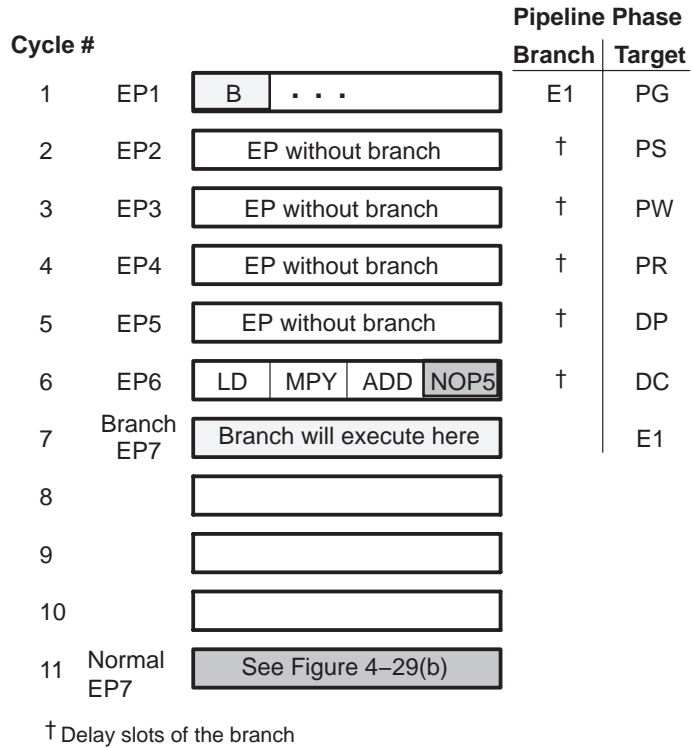 Pipeline Phase
Cycle # Branch Target
1 EP1 B . . . E1 PG
2 EP2 EP without branch † PS
3 EP3 EP without branch † PW
4 EP4 EP without branch † PR
5 EP5 EP without branch † DP
6 EP6 LD MPY ADD NOP5 † DC
7 Branch EP7 Branch will execute here E1
8
9
10
11 Normal EP7 See Figure 4−29(b)
† Delay slots of the branch